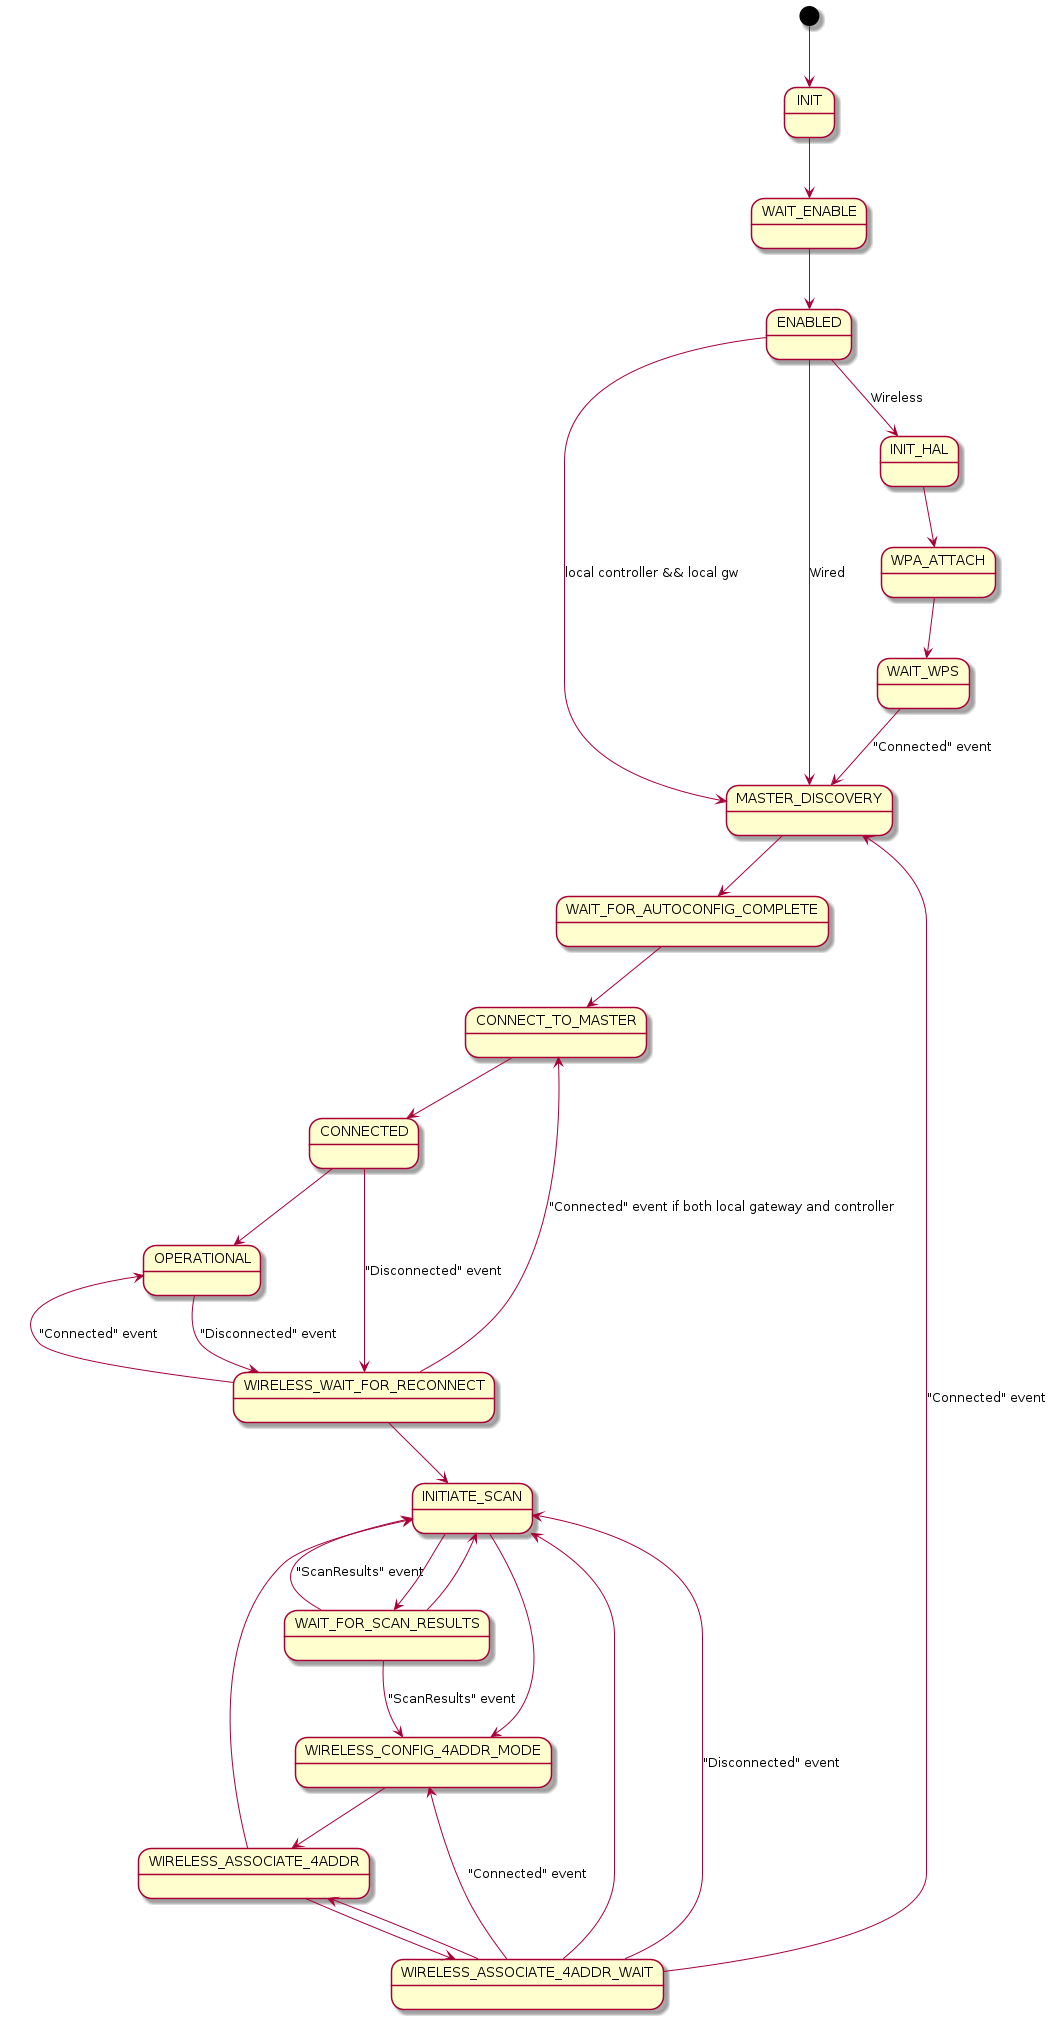 INIT
WAIT_ENABLE
ENABLED
Wireless
INIT_HAL
WPA_ATTACH
local controller && local gw
Wired
WAIT_WPS
"Connected" event
MASTER_DISCOVERY
WAIT_FOR_AUTOCONFIG_COMPLETE
CONNECT_TO_MASTER
CONNECTED
"Connected" event if both local gateway and controller
OPERATIONAL
"Disconnected" event
"Connected" event
"Disconnected" event
WIRELESS_WAIT_FOR_RECONNECT
"Connected" event
INITIATE_SCAN
"ScanResults" event
WAIT_FOR_SCAN_RESULTS
"ScanResults" event
WIRELESS_CONFIG_4ADDR_MODE
"Disconnected" event
WIRELESS_ASSOCIATE_4ADDR
"Connected" event
WIRELESS_ASSOCIATE_4ADDR_WAIT